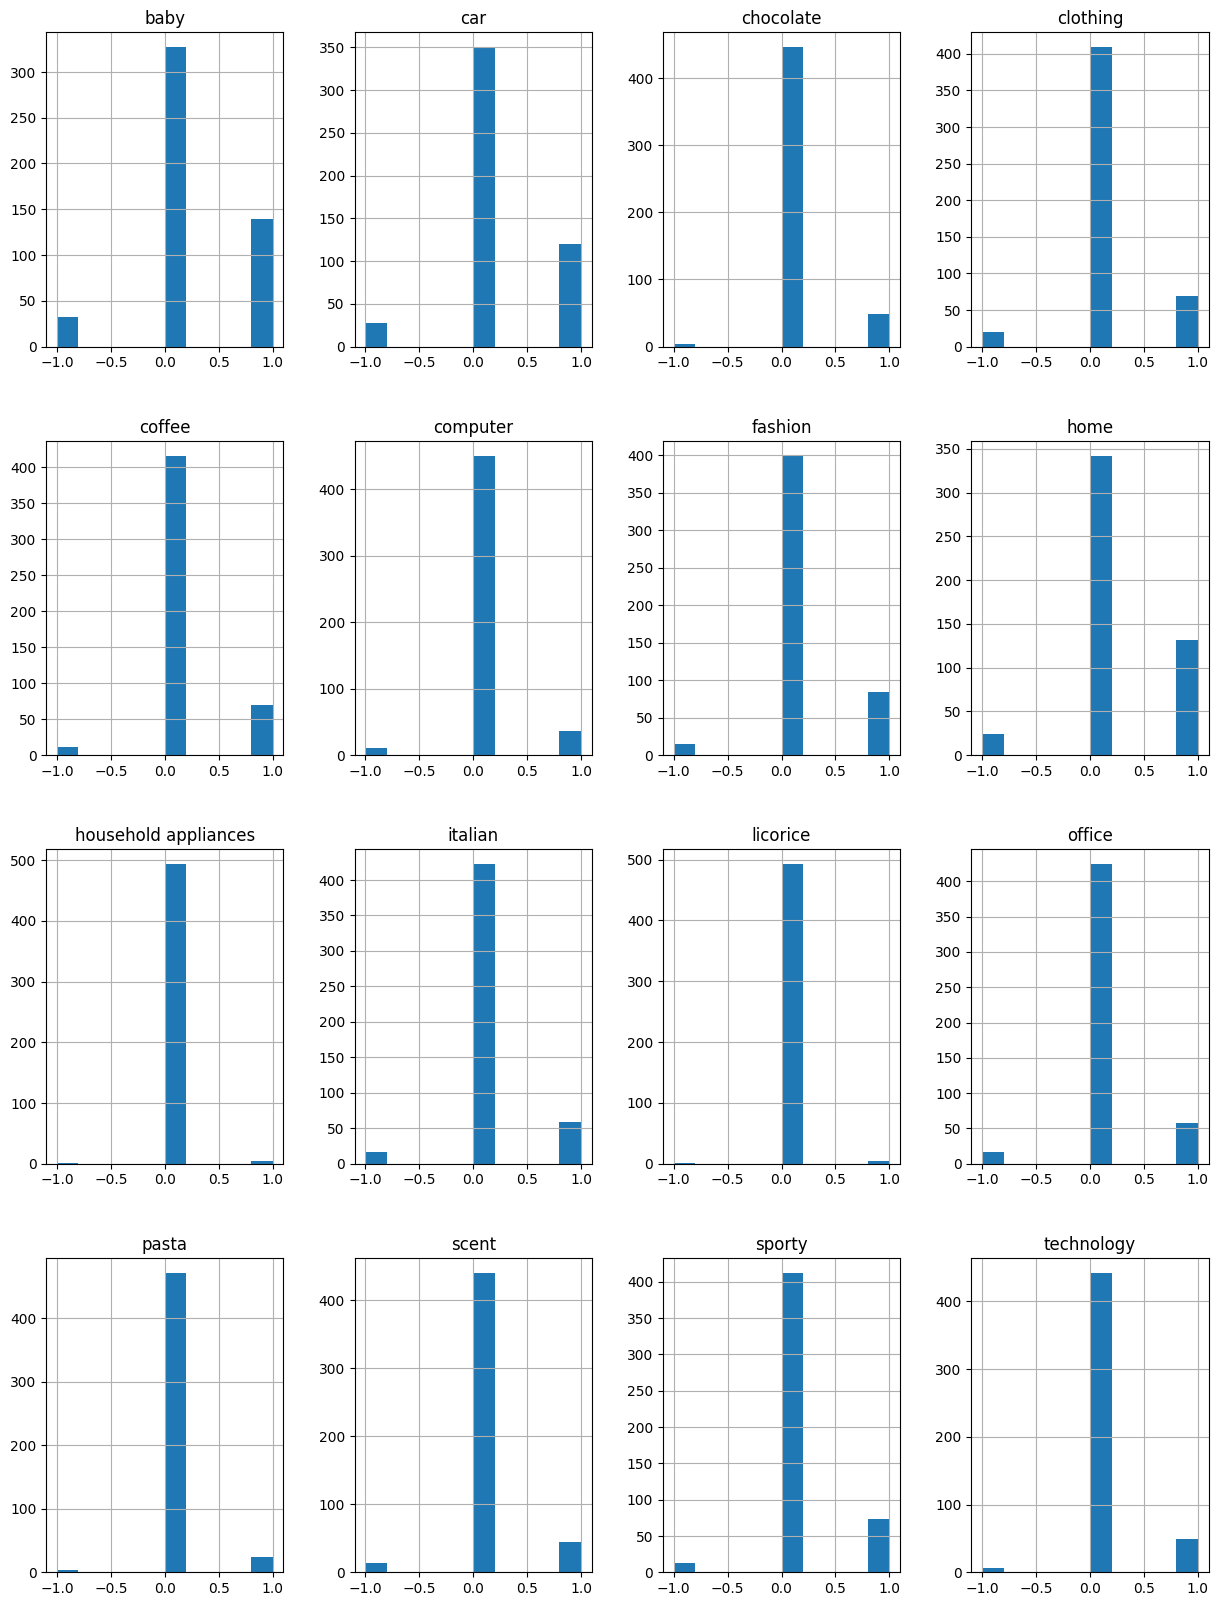 baby car chocolate clothing
300 350 400 400
250 300 300 350
200 250 200 300
150 200 100 250
100 150 0 200
50 100 150
0 50 100
0 50
0
−1.0 −0.5 0.0 0.5 1.0 −1.0 −0.5 0.0 0.5 1.0 −1.0 −0.5 0.0 0.5 1.0 −1.0 −0.5 0.0 0.5 1.0
coffee computer fashion home
400 400 400 350
350 300 350 300
300 200 300 250
250 100 250 200
200 0 200 150
150 150 100
100 100 50
50 50 0
0 0
−1.0 −0.5 0.0 0.5 1.0 −1.0 −0.5 0.0 0.5 1.0 −1.0 −0.5 0.0 0.5 1.0 −1.0 −0.5 0.0 0.5 1.0
household appliances italian licorice office
500 400 500 400
400 350 400 350
300 300 300 300
200 250 200 250
100 200 100 200
0 150 0 150
100 100
50 50
0 0
−1.0 −0.5 0.0 0.5 1.0 −1.0 −0.5 0.0 0.5 1.0 −1.0 −0.5 0.0 0.5 1.0 −1.0 −0.5 0.0 0.5 1.0
pasta scent sporty technology
400 400 400 400
300 300 350 300
200 200 300 200
100 100 250 100
0 0 200 0
150
100
50
0
−1.0 −0.5 0.0 0.5 1.0 −1.0 −0.5 0.0 0.5 1.0 −1.0 −0.5 0.0 0.5 1.0 −1.0 −0.5 0.0 0.5 1.0